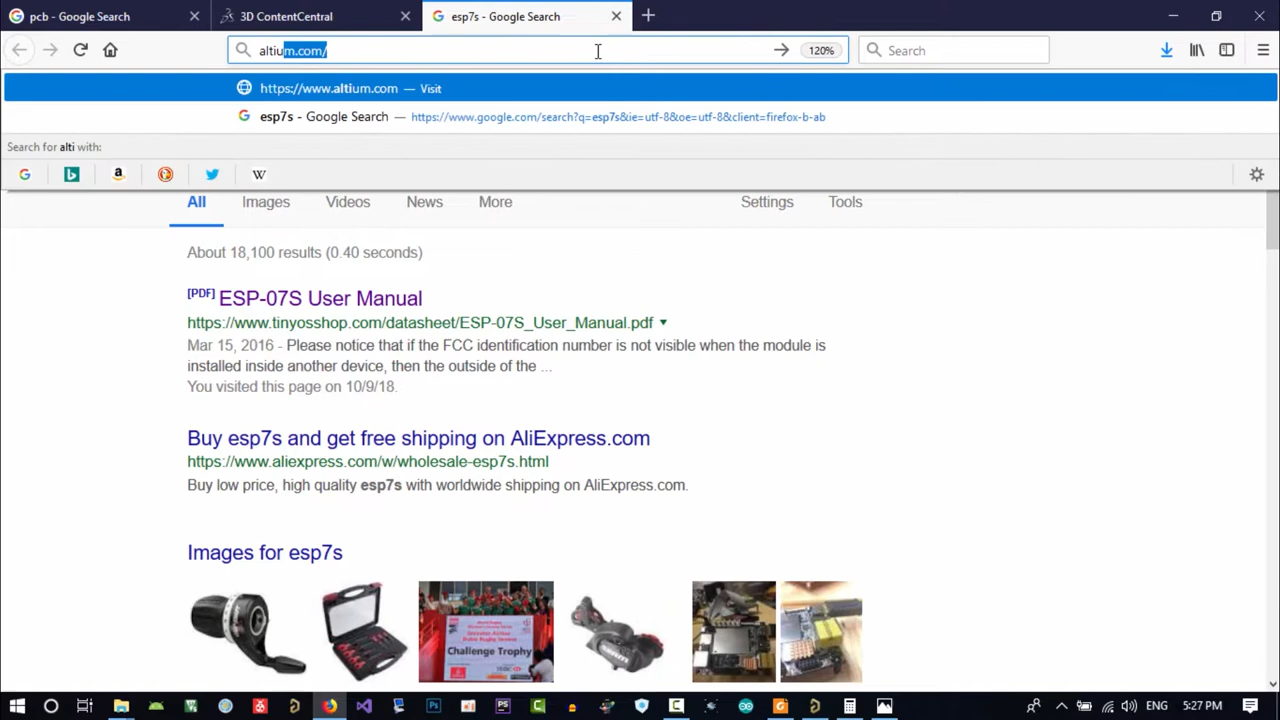 pcb - Google Search
3D ContentCentral
esp7s - Google Search
altium.com/
120%
Search
https://www.altium.com — Visit
esp7s - Google Search — https://www.google.com/search?q=esp7s&ie=utf-8&oe=utf-8&client=firefox-b-ab
Search for alti with:
All
Images
Videos
News
More
Settings
Tools
About 18,100 results (0.40 seconds)
[PDF] ESP-07S User Manual
https://www.tinyosshop.com/datasheet/ESP-07S_User_Manual.pdf
Mar 15, 2016 - Please notice that if the FCC identification number is not visible when the module is
installed inside another device, then the outside of the ...
You visited this page on 10/9/18.
Buy esp7s and get free shipping on AliExpress.com
https://www.aliexpress.com/w/wholesale-esp7s.html
Buy low price, high quality esp7s with worldwide shipping on AliExpress.com.
Images for esp7s
Challenge Trophy
ENG
5:27 PM